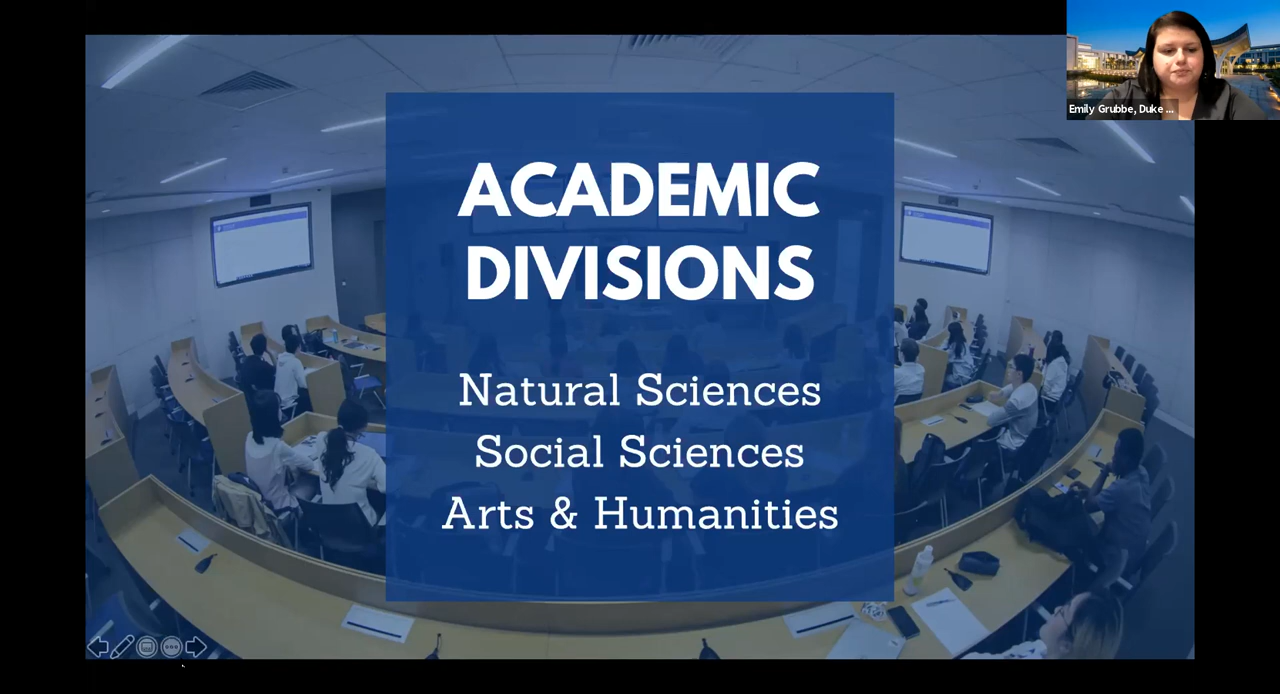 Emily Grubbe, Duke ...
ACADEMIC
DIVISIONS
Natural Sciences
Social Sciences
Arts & Humanities